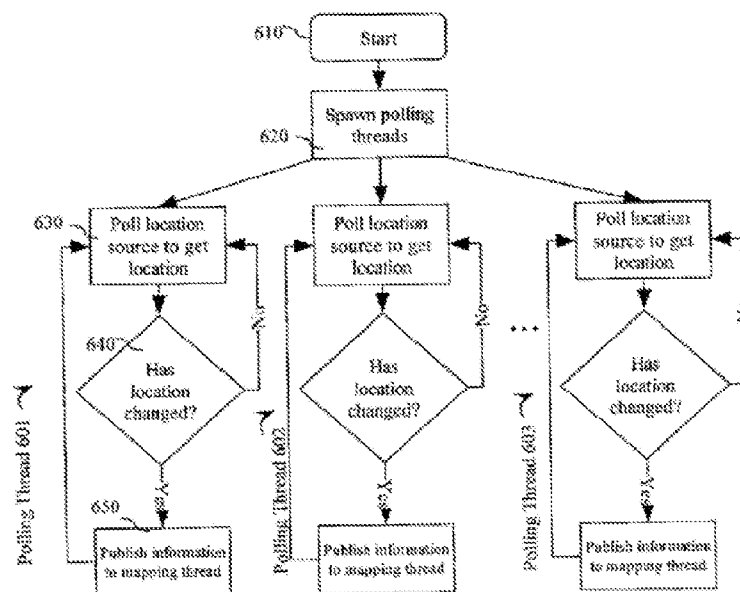 610
Start
620
Spawn polling
threads
630
Poll location
source to get
location
Poll location
source to get
location
Poll location
source to get
location
640
Has
location
changed?
No
Has
location
changed?
No
...
Has
location
changed?
Polling Thread 601
Polling Thread 602
Polling Thread 603
Yes
Yes
Yes
650
Publish information
to mapping thread
Publish information
to mapping thread
Publish information
to mapping thread